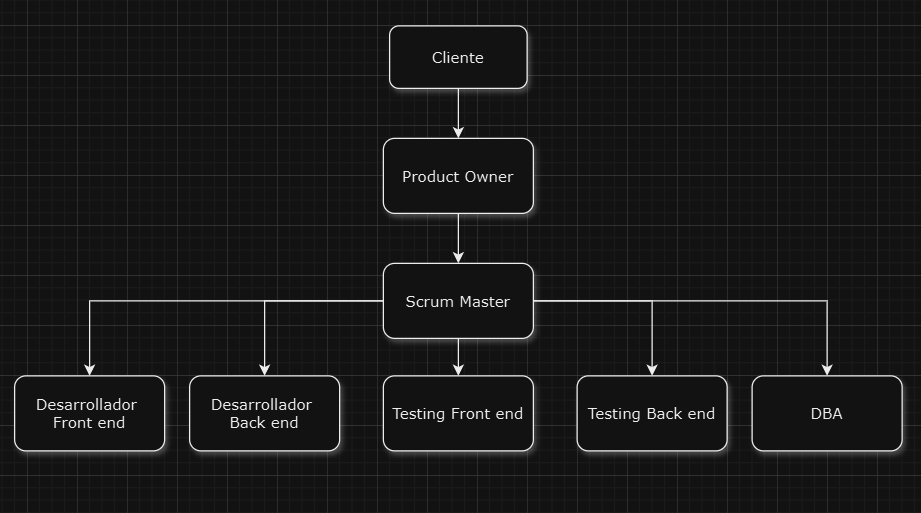 Cliente
Product Owner
Scrum Master
Desarrollador
Front end
Desarrollador
Back end
Testing Front end
Testing Back end
DBA